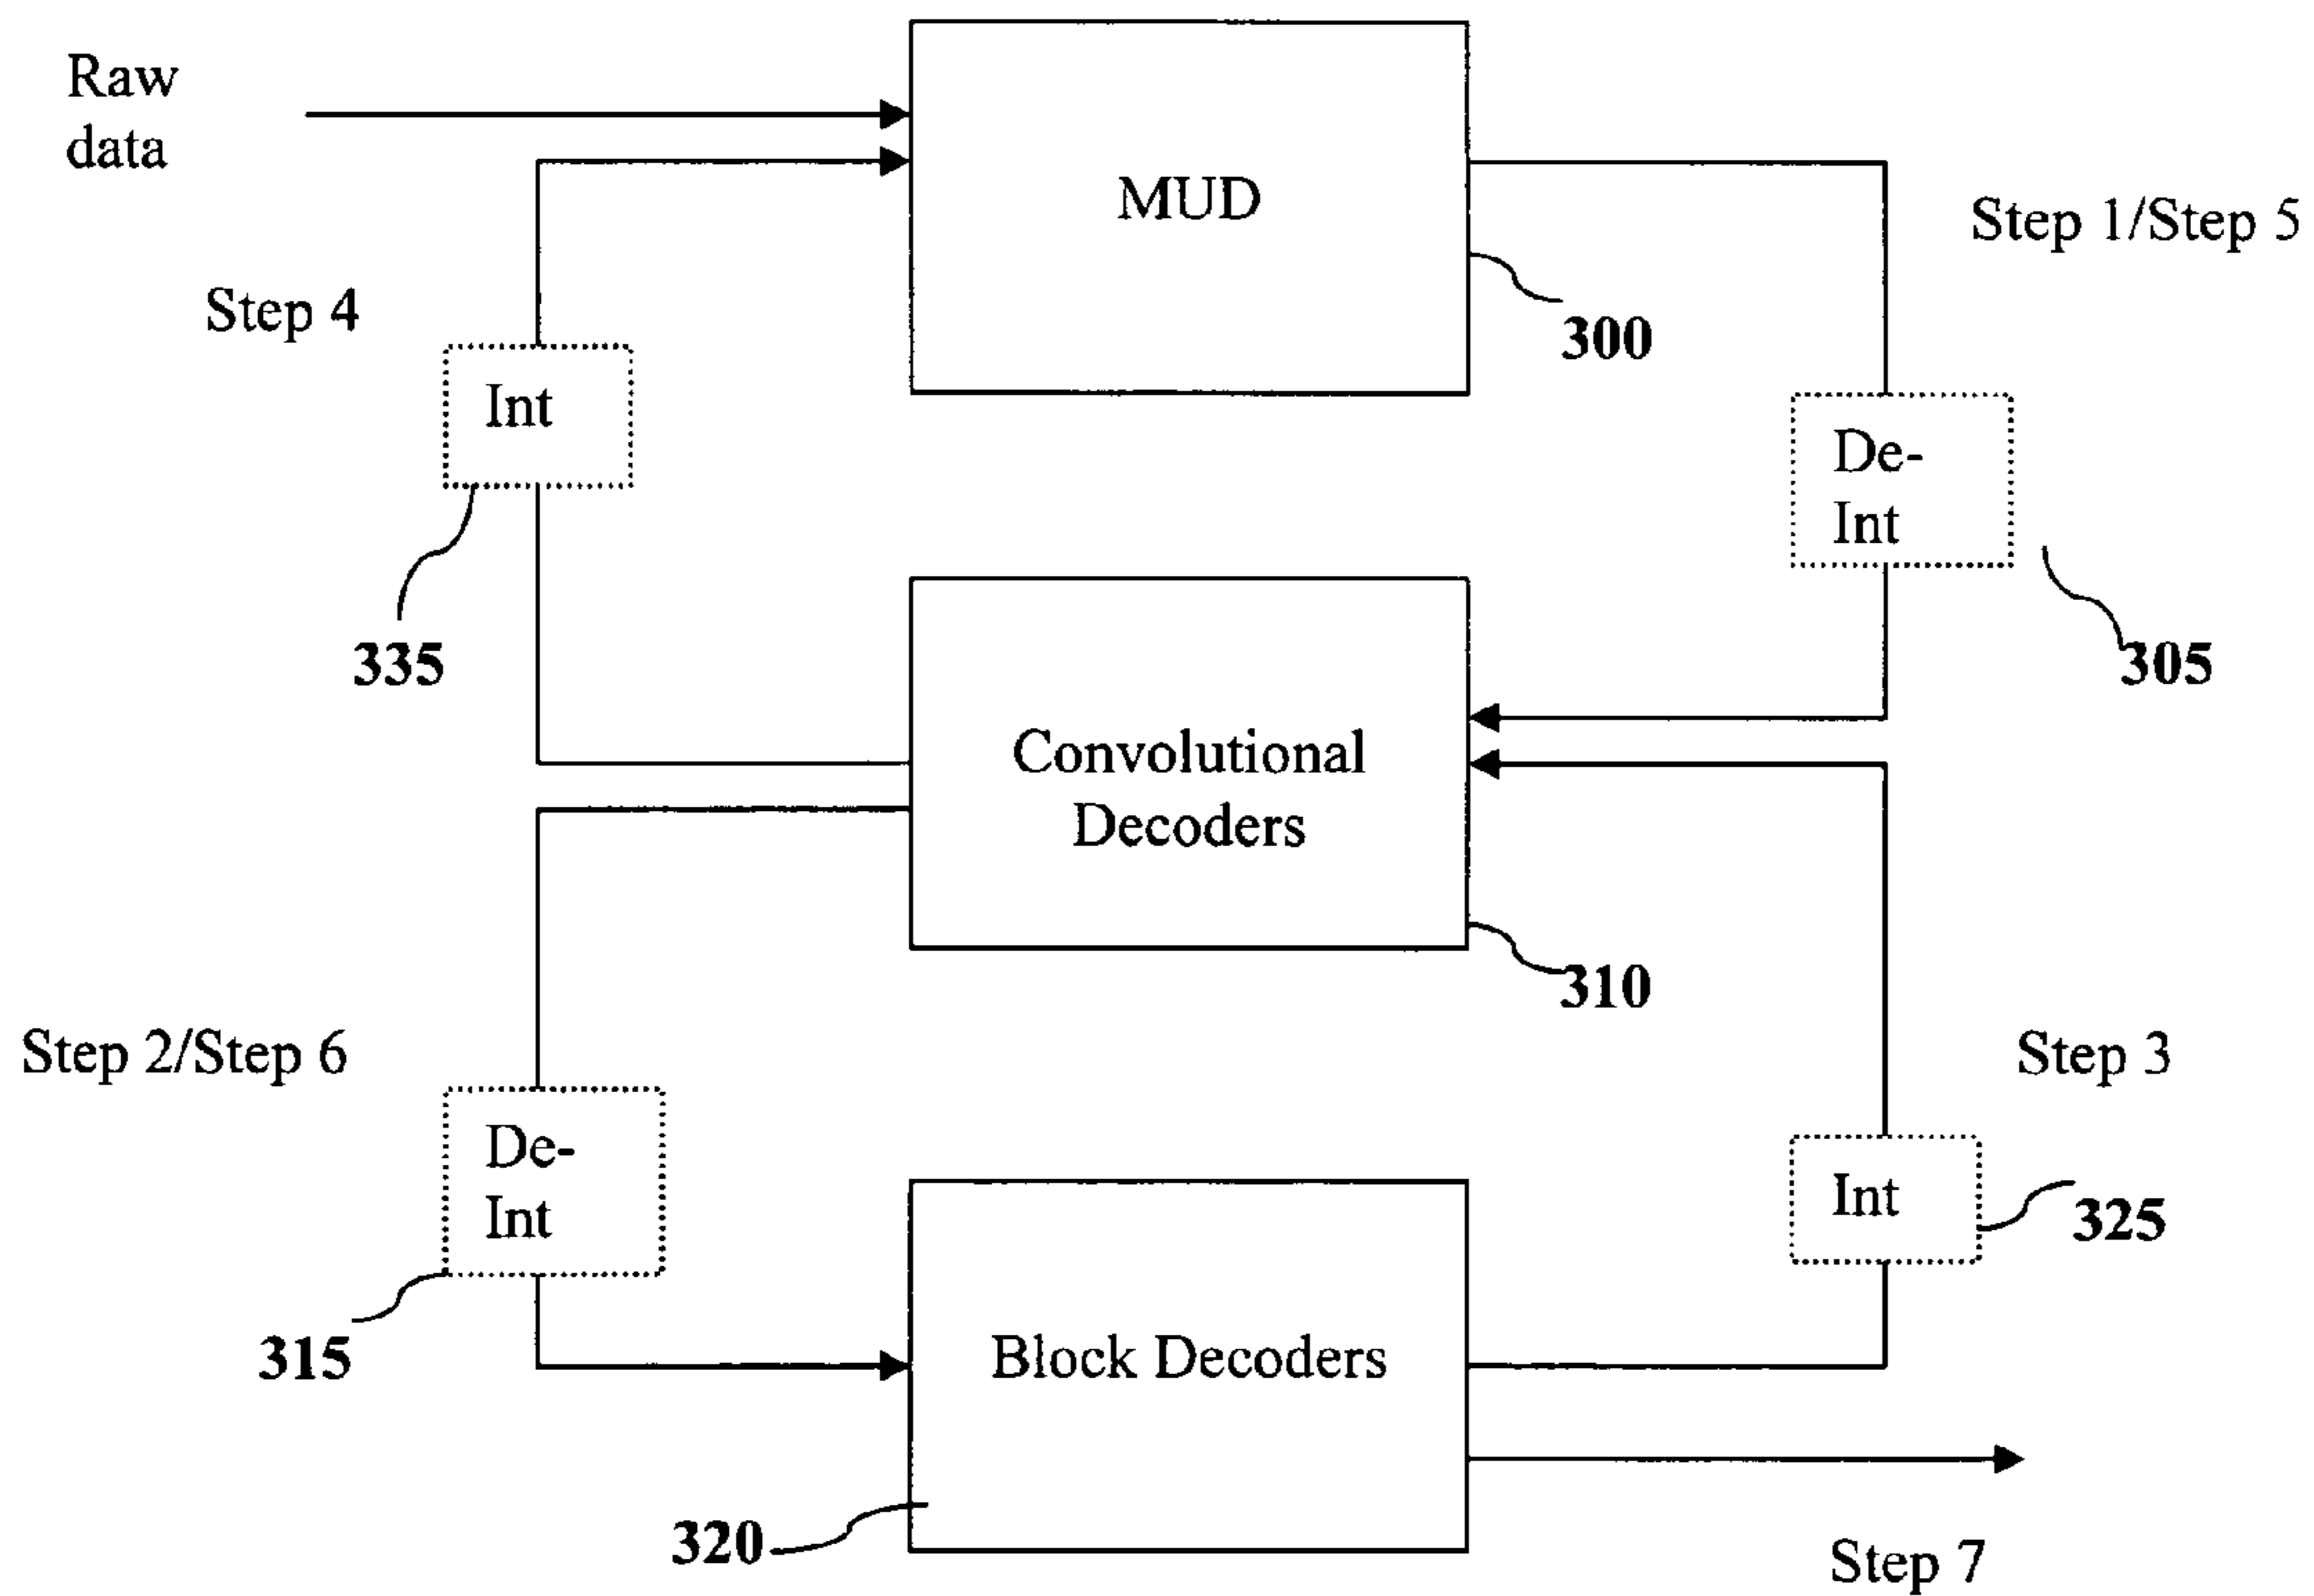 Raw
data
MUD
Step 1/Step 5
Step 4
300
Int
De-
Int
335
305
Convolutional
Decoders
310
Step 2/Step 6
Step 3
De-
Int
Int
325
315
Block Decoders
320
Step 7